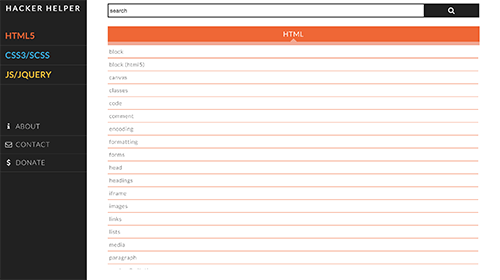 HACKER HELPER
HTML5
CSS3/SCSS
JS/JQUERY
ABOUT
CONTACT
DONATE
search
HTML
block
block (html5)
canvas
classes
code
comment
encoding
formatting
forms
head
headings
iframe
images
links
lists
media
paragraph